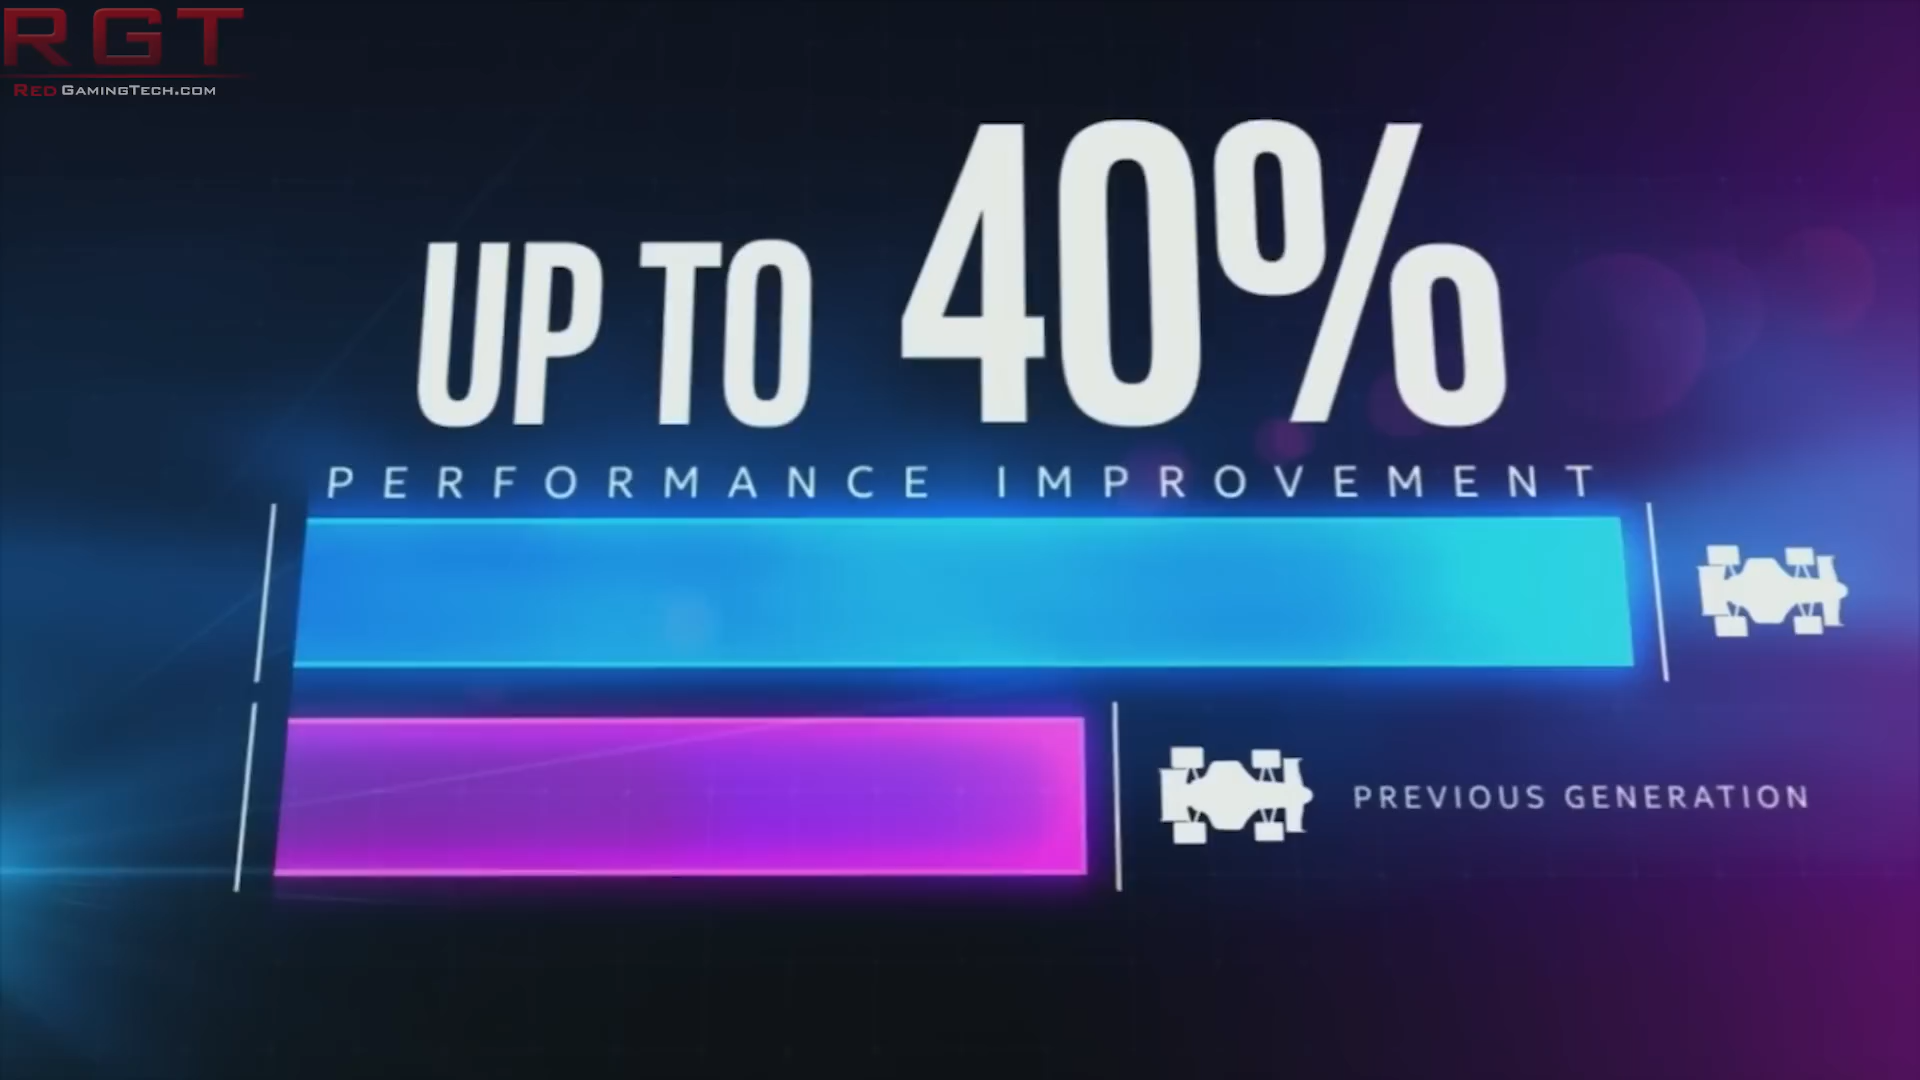 RGT
RedGamingTech.com
UP TO 40%
PERFORMANCE IMPROVEMENT
PREVIOUS GENERATION